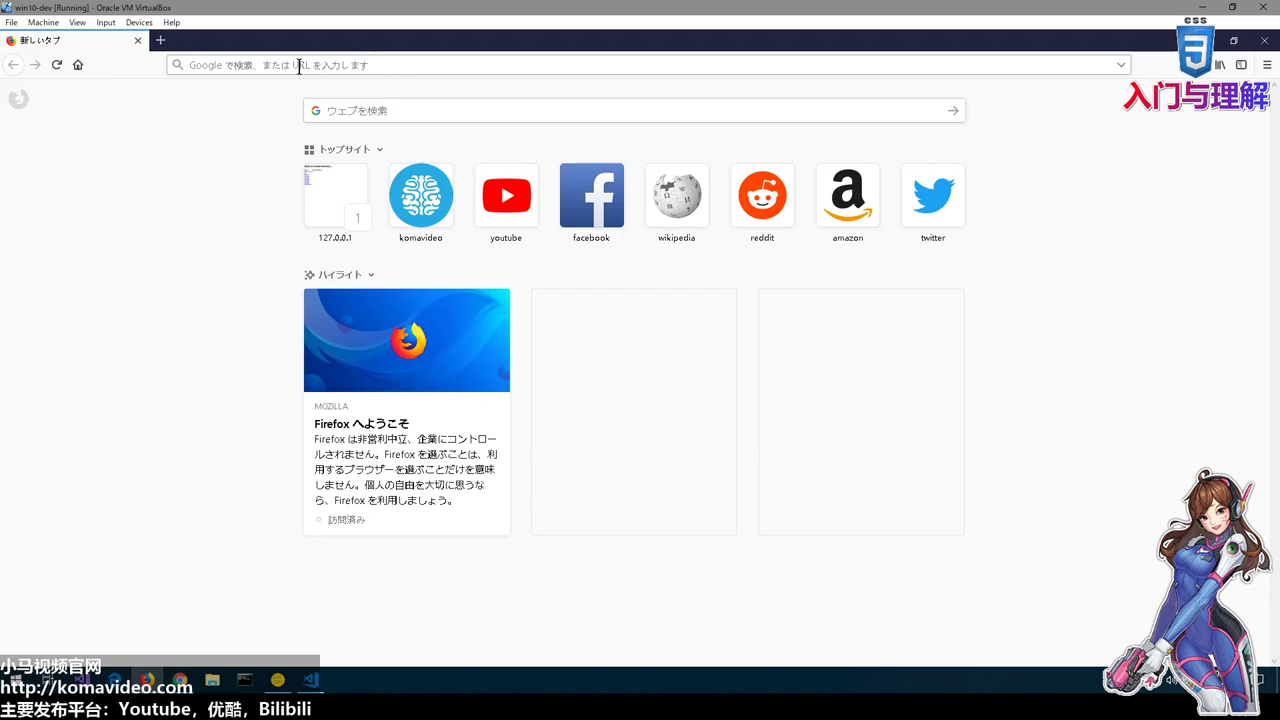 win10-dev [Running] - Oracle VM VirtualBox
File Machine View Input Devices Help
新しいタブ
CSS
3
Google で検索、または URL を入力します
入门与理解
ウェブを検索
トップサイト
1
127.0.0.1 komavideo youtube facebook wikipedia reddit amazon twitter
ハイライト
MOZILLA
Firefox へようこそ
Firefox は非営利中立、企業にコントロー
ルされません。Firefox を選ぶことは、利
用するブラウザーを選ぶことだけを意味
しません。個人の自由を大切に思うな
ら、Firefox を利用しましょう。
訪問済み
小马视频官网
http://komavideo.com
主要发布平台：Youtube，优酷，Bilibili